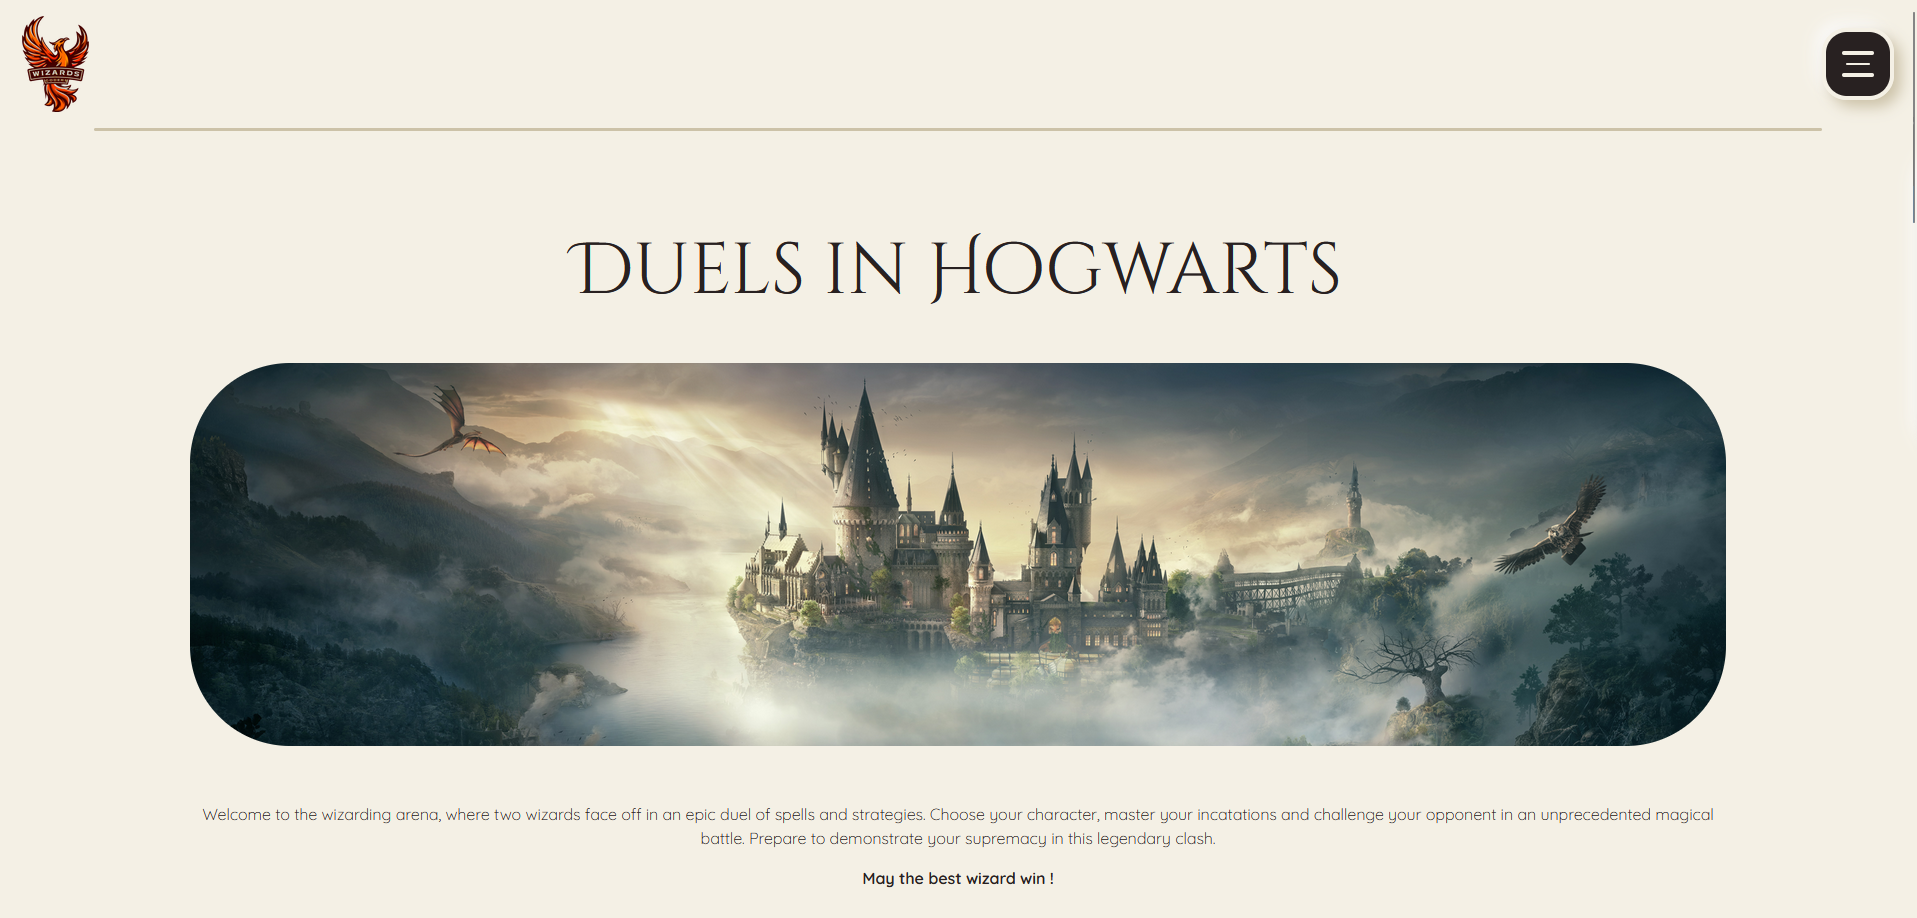 WIZARDS
Duels in Hogwarts
Welcome to the wizarding arena, where two wizards face off in an epic duel of spells and strategies. Choose your character, master your incatations and challenge your opponent in an unprecedented magical
battle. Prepare to demonstrate your supremacy in this legendary clash.
May the best wizard win !